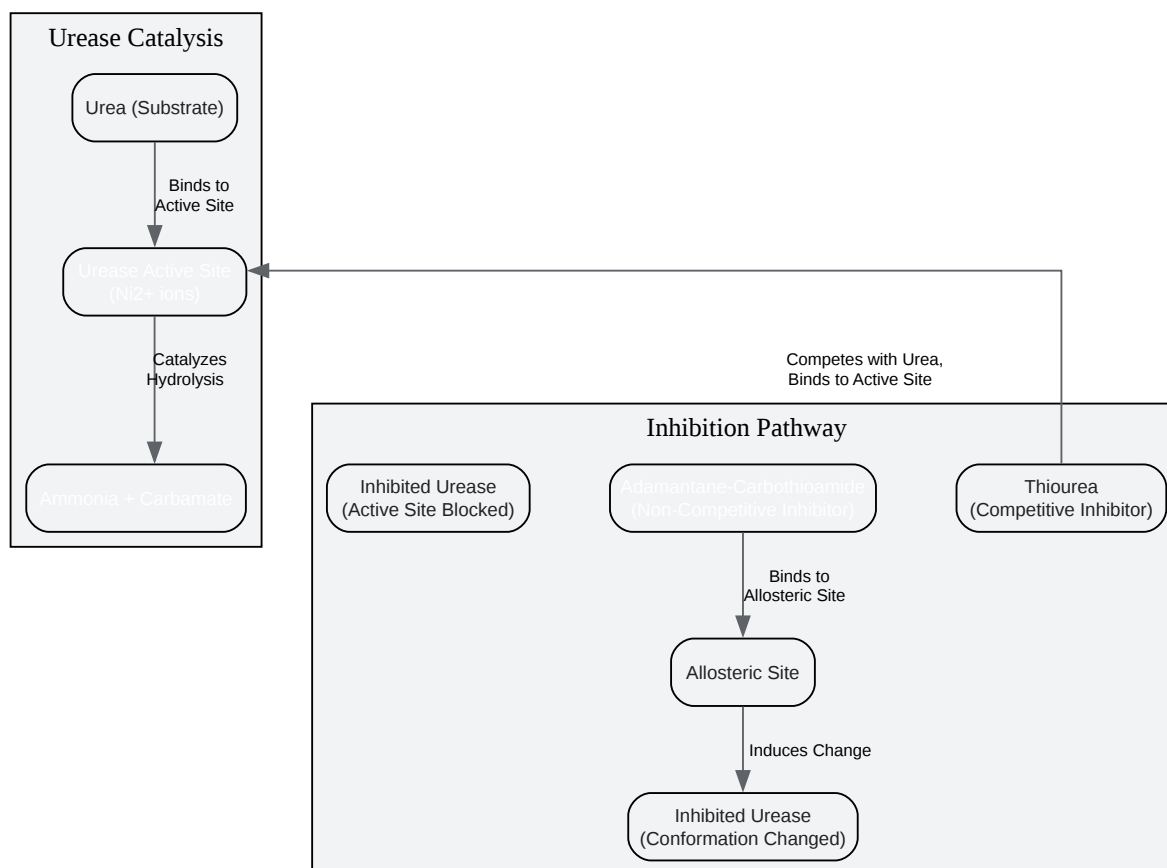 Urease Catalysis
Urea (Substrate)
Binds to
Active Site
Urease Active Site
(Ni2+ ions)
Catalyzes
Hydrolysis
Ammonia + Carbamate
Competes with Urea,
Binds to Active Site
Inhibition Pathway
Inhibited Urease
(Active Site Blocked)
Adamantane-Carbothioamide
(Non-Competitive Inhibitor)
Thiourea
(Competitive Inhibitor)
Binds to
Allosteric Site
Allosteric Site
Induces Change
Inhibited Urease
(Conformation Changed)